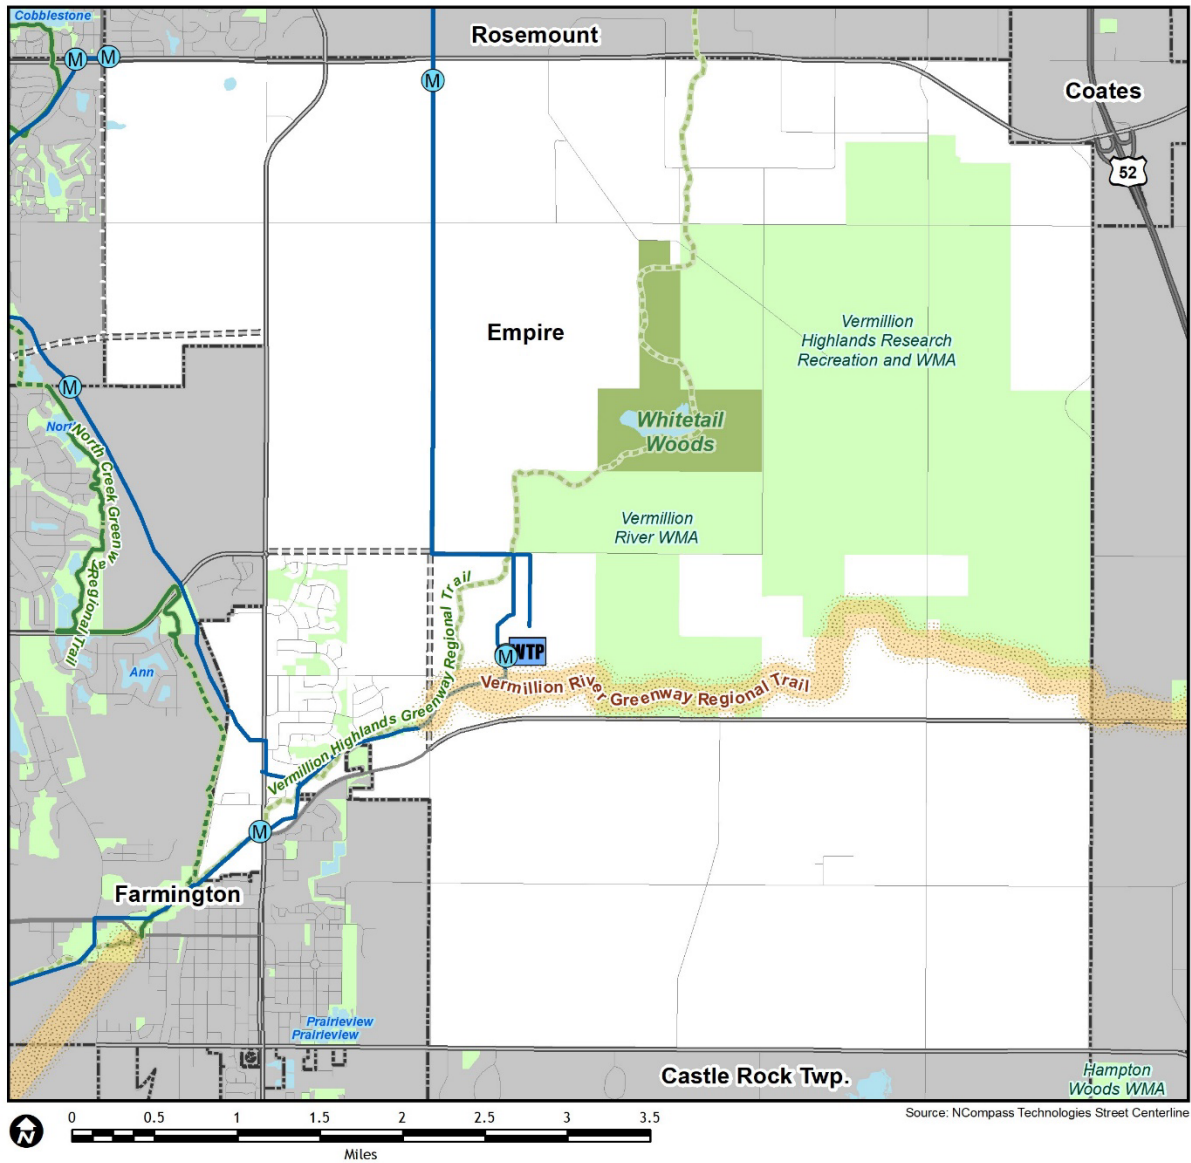 Cobblestone
Rosemount
M
M
M
Coates
52
Empire
Vermillion
Highlands Research
Recreation and WMA
M
North Creek Greenway Regional Trail
Whitetail
Woods
Vermillion
River WMA
Vermillion Highlands Greenway Regional Trail
M
WTP
Ann
Vermillion River Greenway Regional Trail
M
Farmington
Prairieview
Prairieview
Castle Rock Twp.
Hampton
Woods WMA
N
0 0.5 1 1.5 2 2.5 3 3.5
Miles
Source: NCompass Technologies Street Centerline